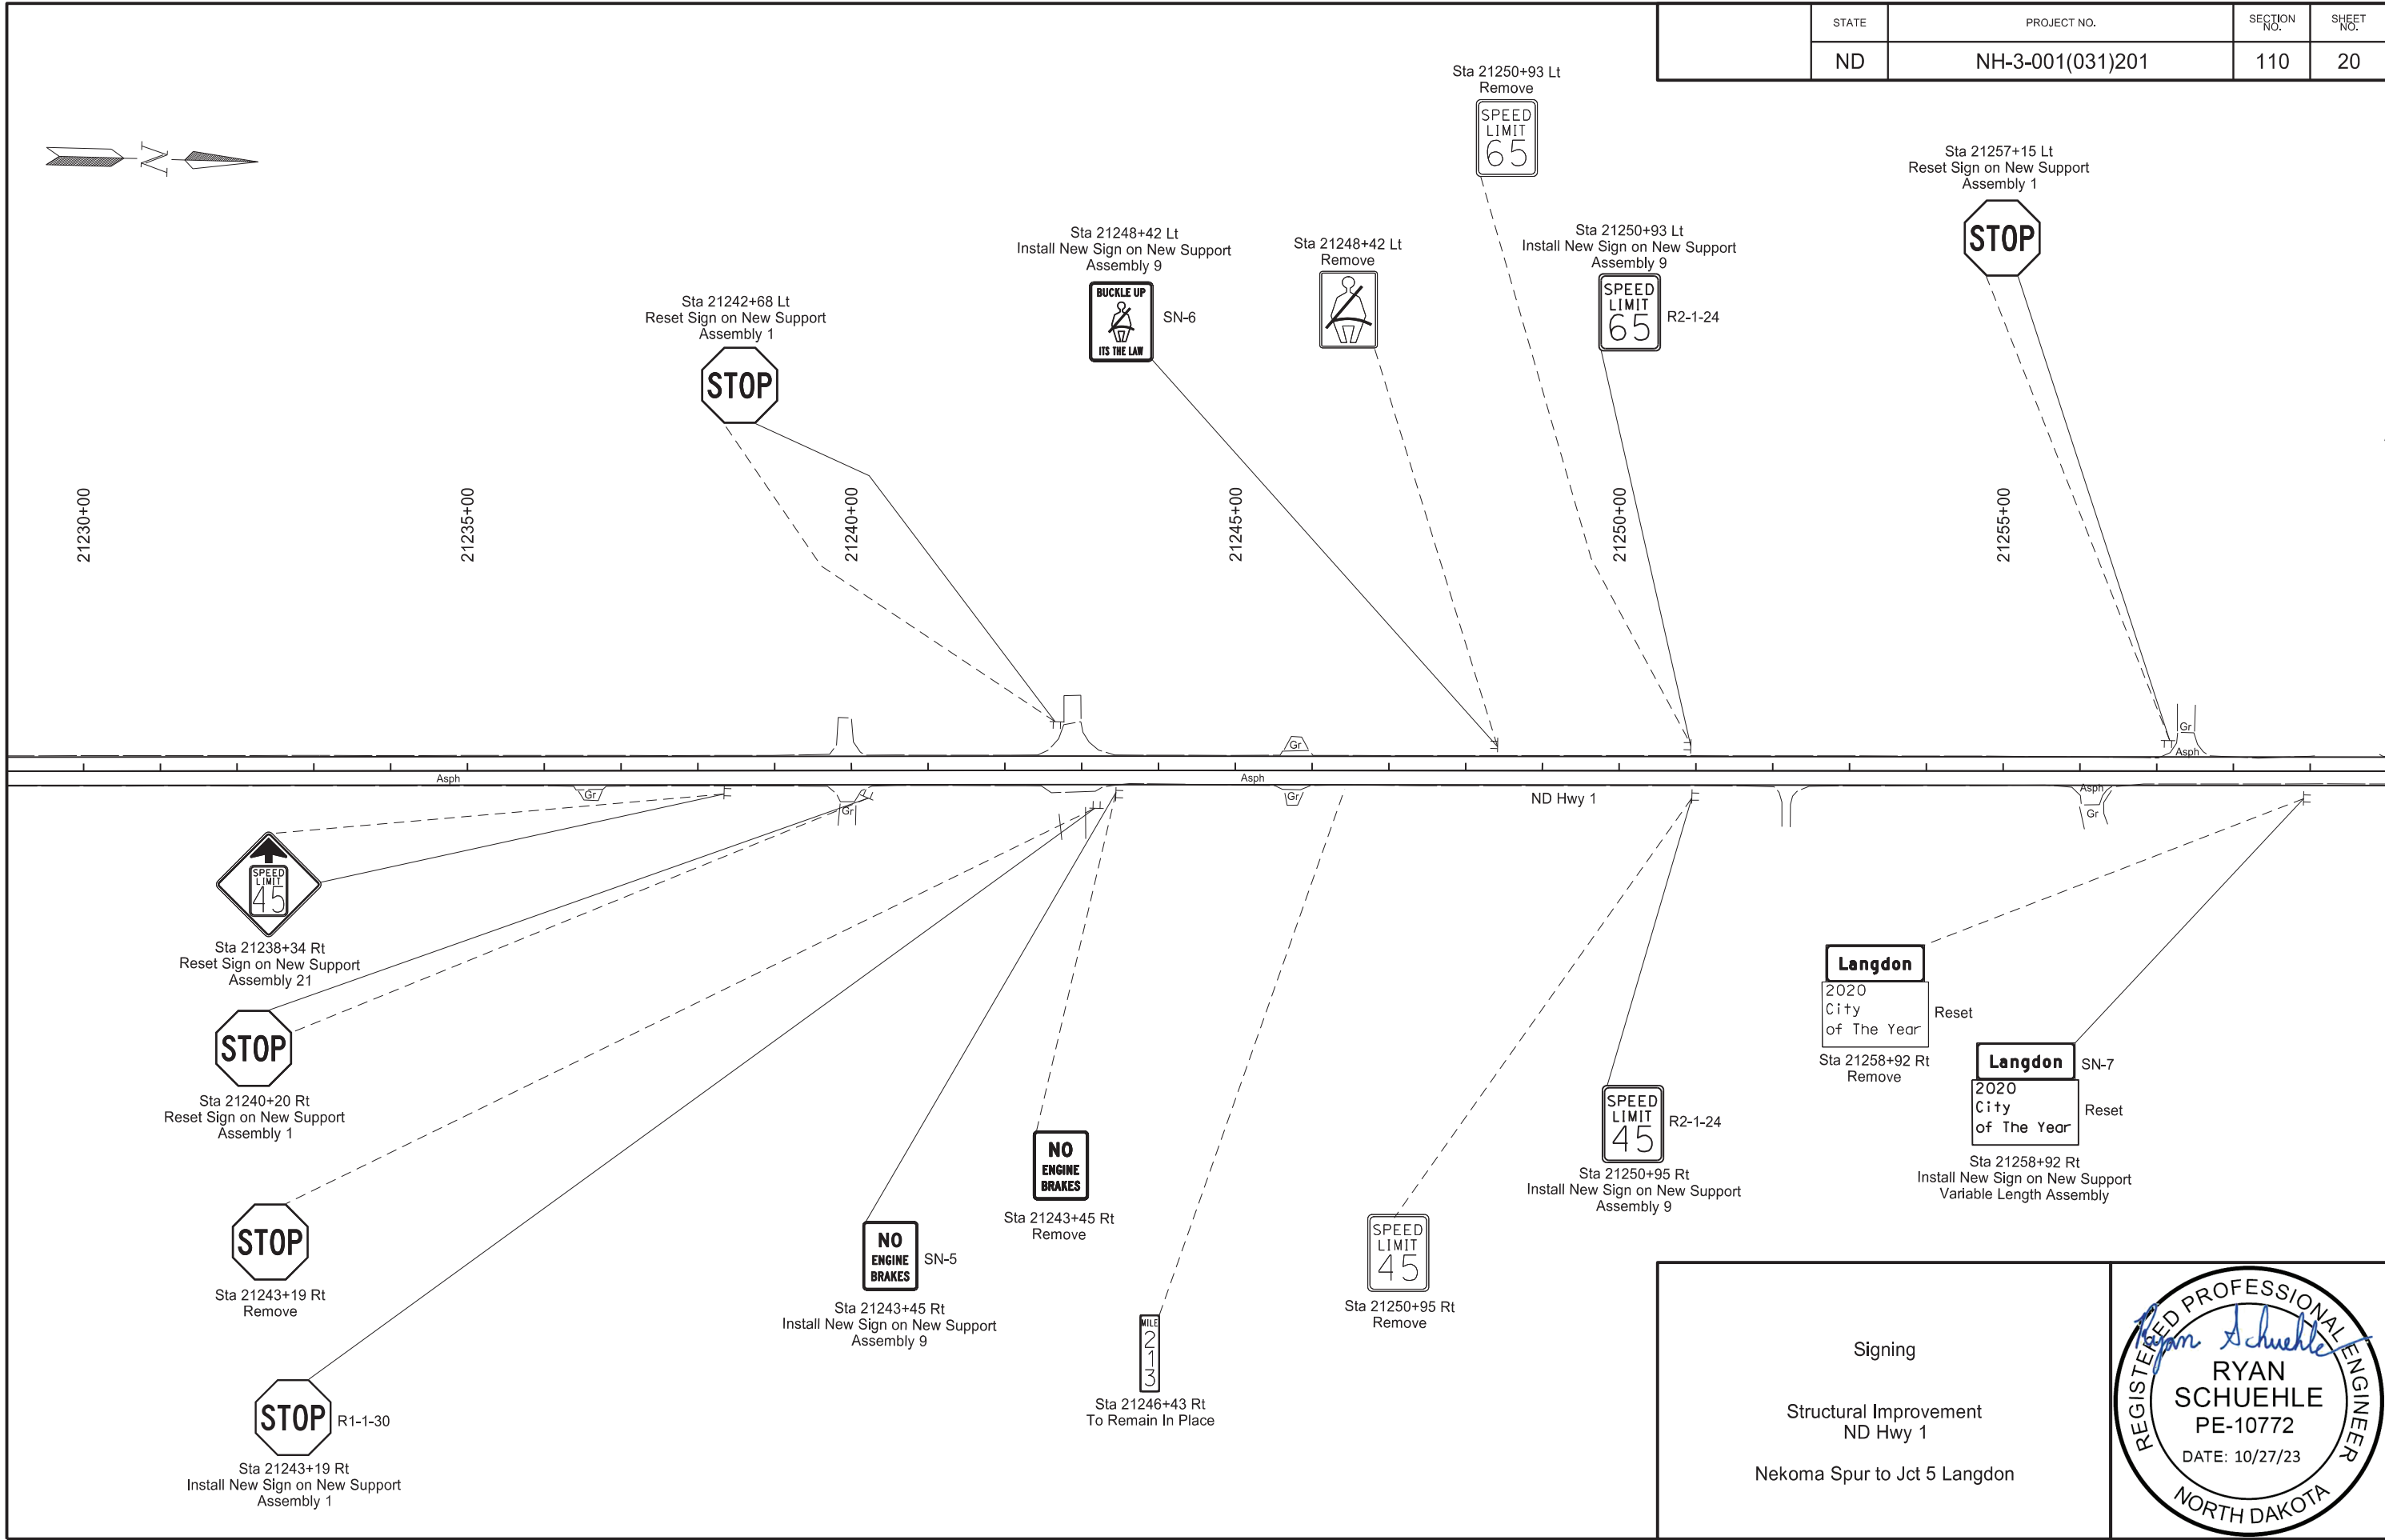 STATE
PROJECT NO.
SECTION NO.
SHEET NO.
ND
NH-3-001(031)201
110
20
N
Sta 21250+93 Lt
Remove
SPEED
LIMIT
65
Sta 21257+15 Lt
Reset Sign on New Support
Assembly 1
STOP
Sta 21248+42 Lt
Install New Sign on New Support
Assembly 9
BUCKLE UP
ITS THE LAW
SN-6
Sta 21248+42 Lt
Remove
Sta 21250+93 Lt
Install New Sign on New Support
Assembly 9
SPEED
LIMIT
65
R2-1-24
Sta 21242+68 Lt
Reset Sign on New Support
Assembly 1
STOP
21230+00
21235+00
21240+00
21245+00
21250+00
21255+00
Gr
Gr
Asph
Asph
Asph
Gr
Gr
Gr
ND Hwy 1
Asph
Gr
SPEED
LIMIT
45
Sta 21238+34 Rt
Reset Sign on New Support
Assembly 21
STOP
Sta 21240+20 Rt
Reset Sign on New Support
Assembly 1
STOP
Sta 21243+19 Rt
Remove
STOP
R1-1-30
Sta 21243+19 Rt
Install New Sign on New Support
Assembly 1
NO
ENGINE
BRAKES
SN-5
Sta 21243+45 Rt
Install New Sign on New Support
Assembly 9
NO
ENGINE
BRAKES
Sta 21243+45 Rt
Remove
MILE
2
1
3
Sta 21246+43 Rt
To Remain In Place
SPEED
LIMIT
45
Sta 21250+95 Rt
Remove
SPEED
LIMIT
45
R2-1-24
Sta 21250+95 Rt
Install New Sign on New Support
Assembly 9
Langdon
2020
City
of The Year
Reset
Sta 21258+92 Rt
Remove
Langdon
SN-7
2020
City
of The Year
Reset
Sta 21258+92 Rt
Install New Sign on New Support
Variable Length Assembly
Signing
Structural Improvement
ND Hwy 1
Nekoma Spur to Jct 5 Langdon
REGISTERED PROFESSIONAL ENGINEER
Ryan Schuehle
RYAN
SCHUEHLE
PE-10772
DATE: 10/27/23
NORTH DAKOTA